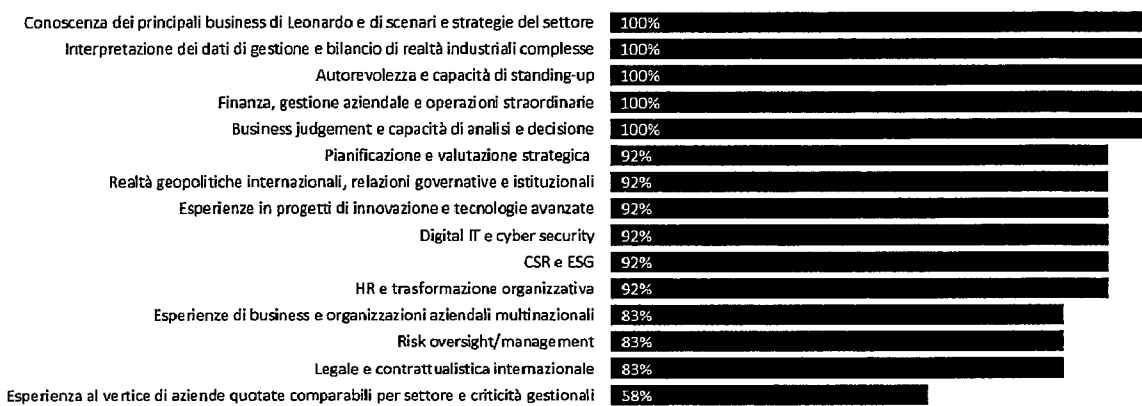 Conoscenza dei principali business di Leonardo e di scenari e strategie del settore 100%
Interpretazione dei dati di gestione e bilancio di realtà industriali complesse 100%
Autorevolezza e capacità di standing-up 100%
Finanza, gestione aziendale e operazioni straordinarie 100%
Business judgement e capacità di analisi e decisione 100%
Pianificazione e valutazione strategica 92%
Realtà geopolitiche internazionali, relazioni governative e istituzionali 92%
Esperienze in progetti di innovazione e tecnologie avanzate 92%
Digital IT e cyber security 92%
CSR e ESG 92%
HR e trasformazione organizzativa 92%
Esperienze di business e organizzazioni aziendali multinazionali 83%
Risk oversight/management 83%
Legale e contrattualistica internazionale 83%
Esperienza al vertice di aziende quotate comparabili per settore e criticità gestionali 58%